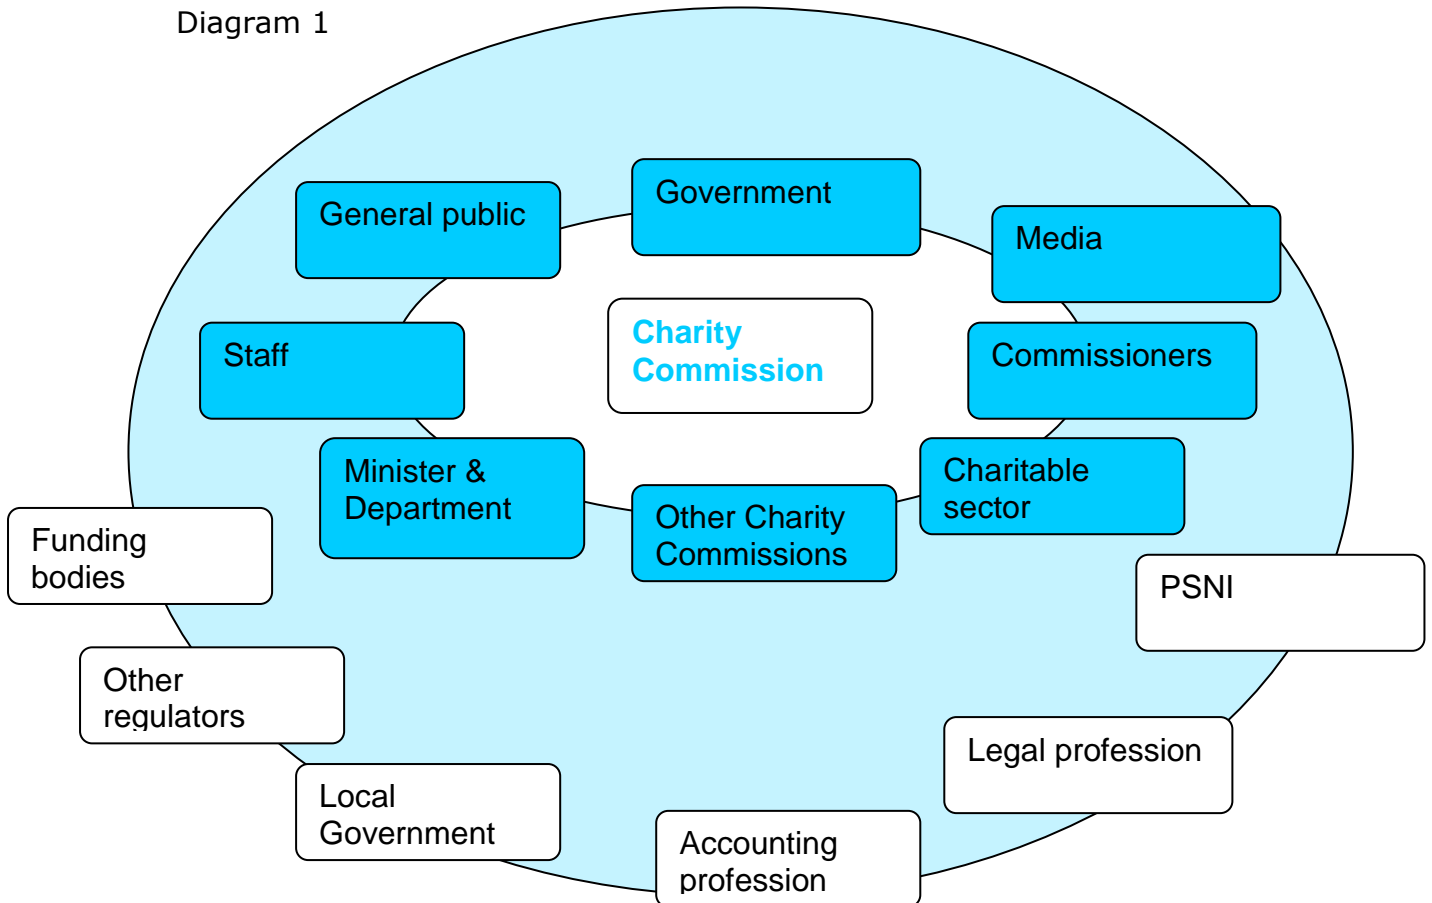 Diagram 1
Government
General public
Media
Charity
Commission
Staff
Commissioners
Minister &
Department
Charitable
sector
Other Charity
Commissions
Funding
bodies
PSNI
Other
regulators
Legal profession
Local
Government
Accounting
profession